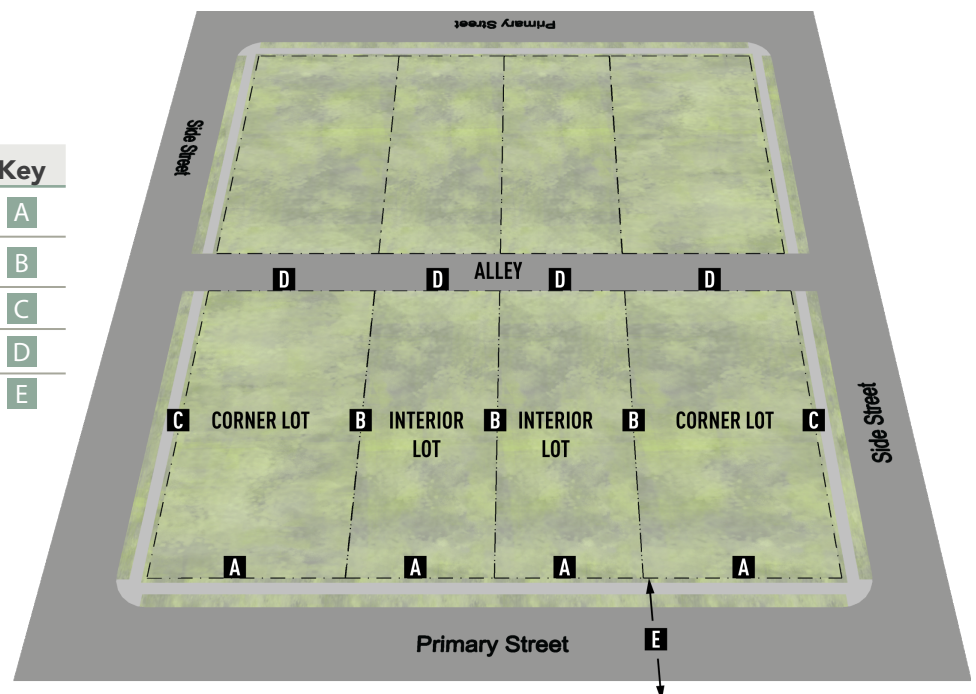 Primary Street
Side Street
Key
A
B
C
D
E
ALLEY
D D D D
C CORNER LOT B INTERIOR LOT B INTERIOR LOT B CORNER LOT C
Side Street
A A A A
Primary Street
E